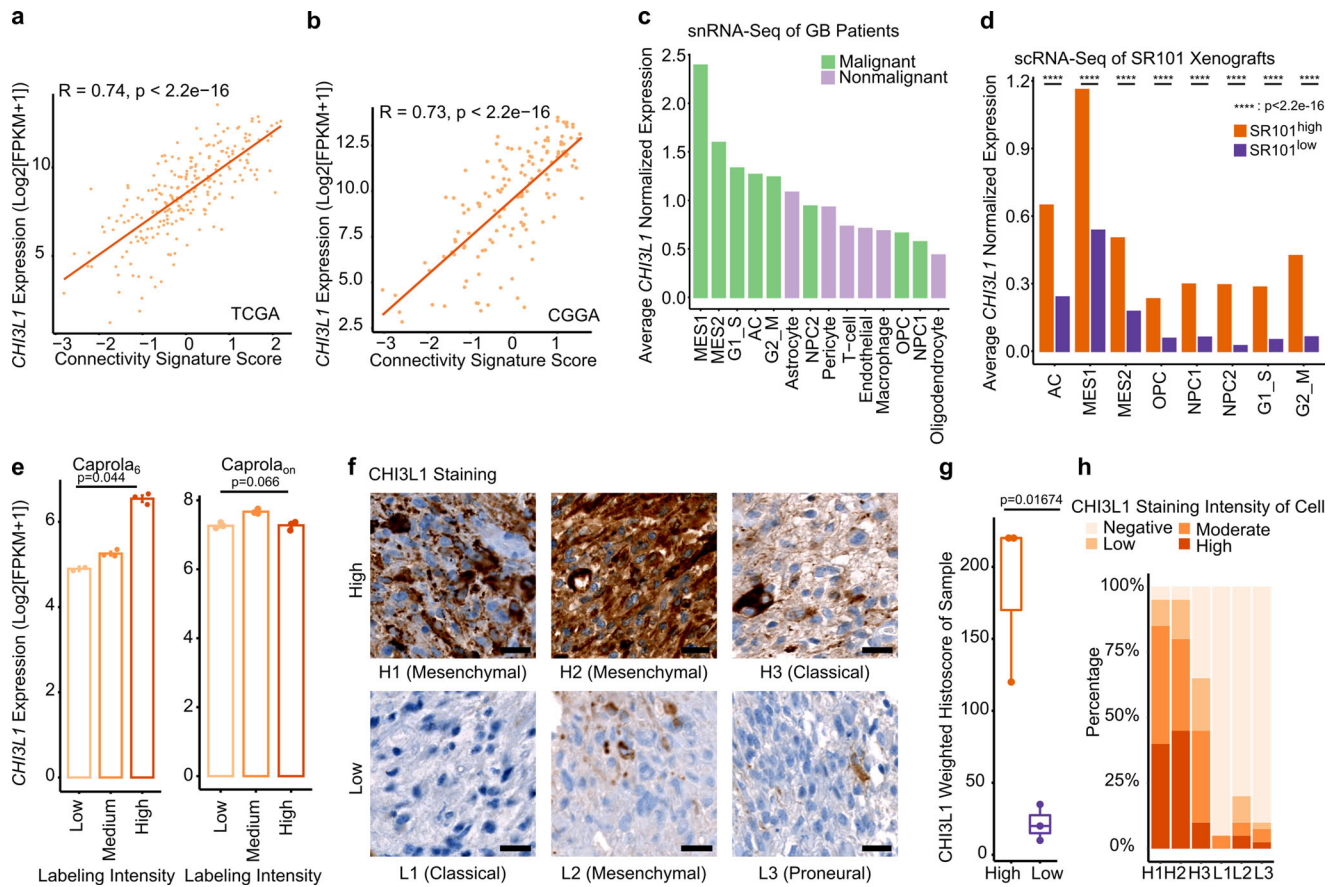 a
R = 0.74, p < 2.2e−16
CHI3L1 Expression (Log2[FPKM+1])
10
5
TCGA
−3 −2 −1 0 1 2
Connectivity Signature Score
b
R = 0.73, p < 2.2e−16
CHI3L1 Expression (Log2[FPKM+1])
12.5
10.0
7.5
5.0
2.5
CGGA
−3 −2 −1 0 1
Connectivity Signature Score
c
snRNA-Seq of GB Patients
Malignant
Nonmalignant
Average CHI3L1 Normalized Expression
2.5
2.0
1.5
1.0
0.5
0.0
MES1
MES2
G1_S
AC
G2_M
Astrocyte
NPC2
Pericyte
T−cell
Endothelial
Macrophage
OPC
NPC1
Oligodendrocyte
d
scRNA-Seq of SR101 Xenografts
**** **** **** **** **** **** **** ****
**** : p<2.2e-16
SR101high
SR101low
Average CHI3L1 Normalized Expression
1.2
0.9
0.6
0.3
0.0
AC
MES1
MES2
OPC
NPC1
NPC2
G1_S
G2_M
e
Caprola6
p=0.044
CHI3L1 Expression (Log2[FPKM+1])
6
4
2
0
Low
Medium
High
Labeling Intensity
Caprolaon
p=0.066
8
6
4
2
0
Low
Medium
High
Labeling Intensity
f
CHI3L1 Staining
High
H1 (Mesenchymal) H2 (Mesenchymal) H3 (Classical)
Low
L1 (Classical) L2 (Mesenchymal) L3 (Proneural)
g
p=0.01674
CHI3L1 Weighted Histoscore of Sample
200
150
100
50
0
High Low
h
CHI3L1 Staining Intensity of Cell
Negative Moderate
Low High
Percentage
100%
75%
50%
25%
0%
H1 H2 H3 L1 L2 L3